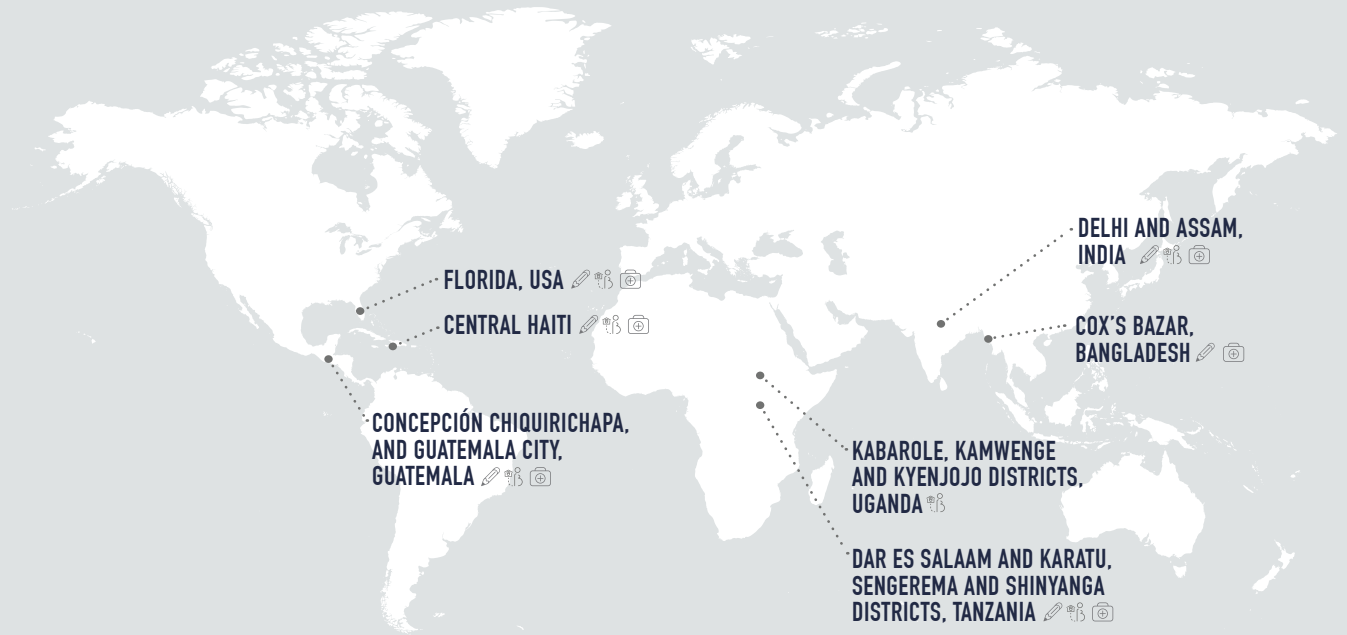 FLORIDA, USA
CENTRAL HAITI
CONCEPCIÓN CHIQUIRICHAPA,
AND GUATEMALA CITY,
GUATEMALA
DELHI AND ASSAM,
INDIA
COX'S BAZAR,
BANGLADESH
KABAROLE, KAMWENGE
AND KYENJOJO DISTRICTS,
UGANDA
DAR ES SALAAM AND KARATU,
SENGEREMA AND SHINYANGA
DISTRICTS, TANZANIA